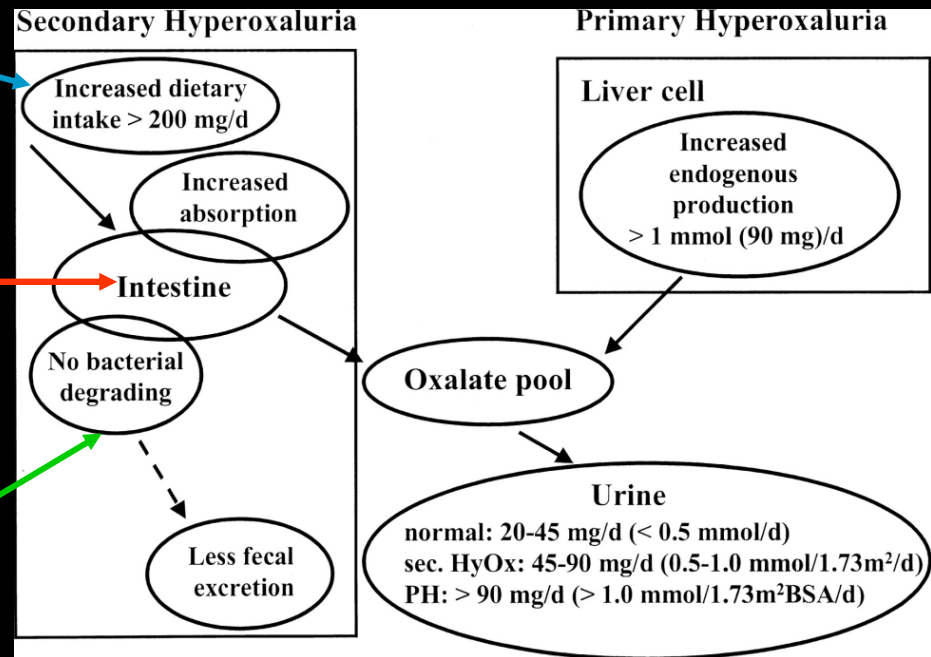 Secondary Hyperoxaluria
Primary Hyperoxaluria
Increased dietary
intake > 200 mg/d
Increased
absorption
Intestine
No bacterial
degrading
Less fecal
excretion
Liver cell
Increased
endogenous
production
> 1 mmol (90 mg)/d
Oxalate pool
Urine
normal: 20-45 mg/d (< 0.5 mmol/d)
sec. HyOx: 45-90 mg/d (0.5-1.0 mmol/1.73m²/d)
PH: > 90 mg/d (> 1.0 mmol/1.73m²BSA/d)